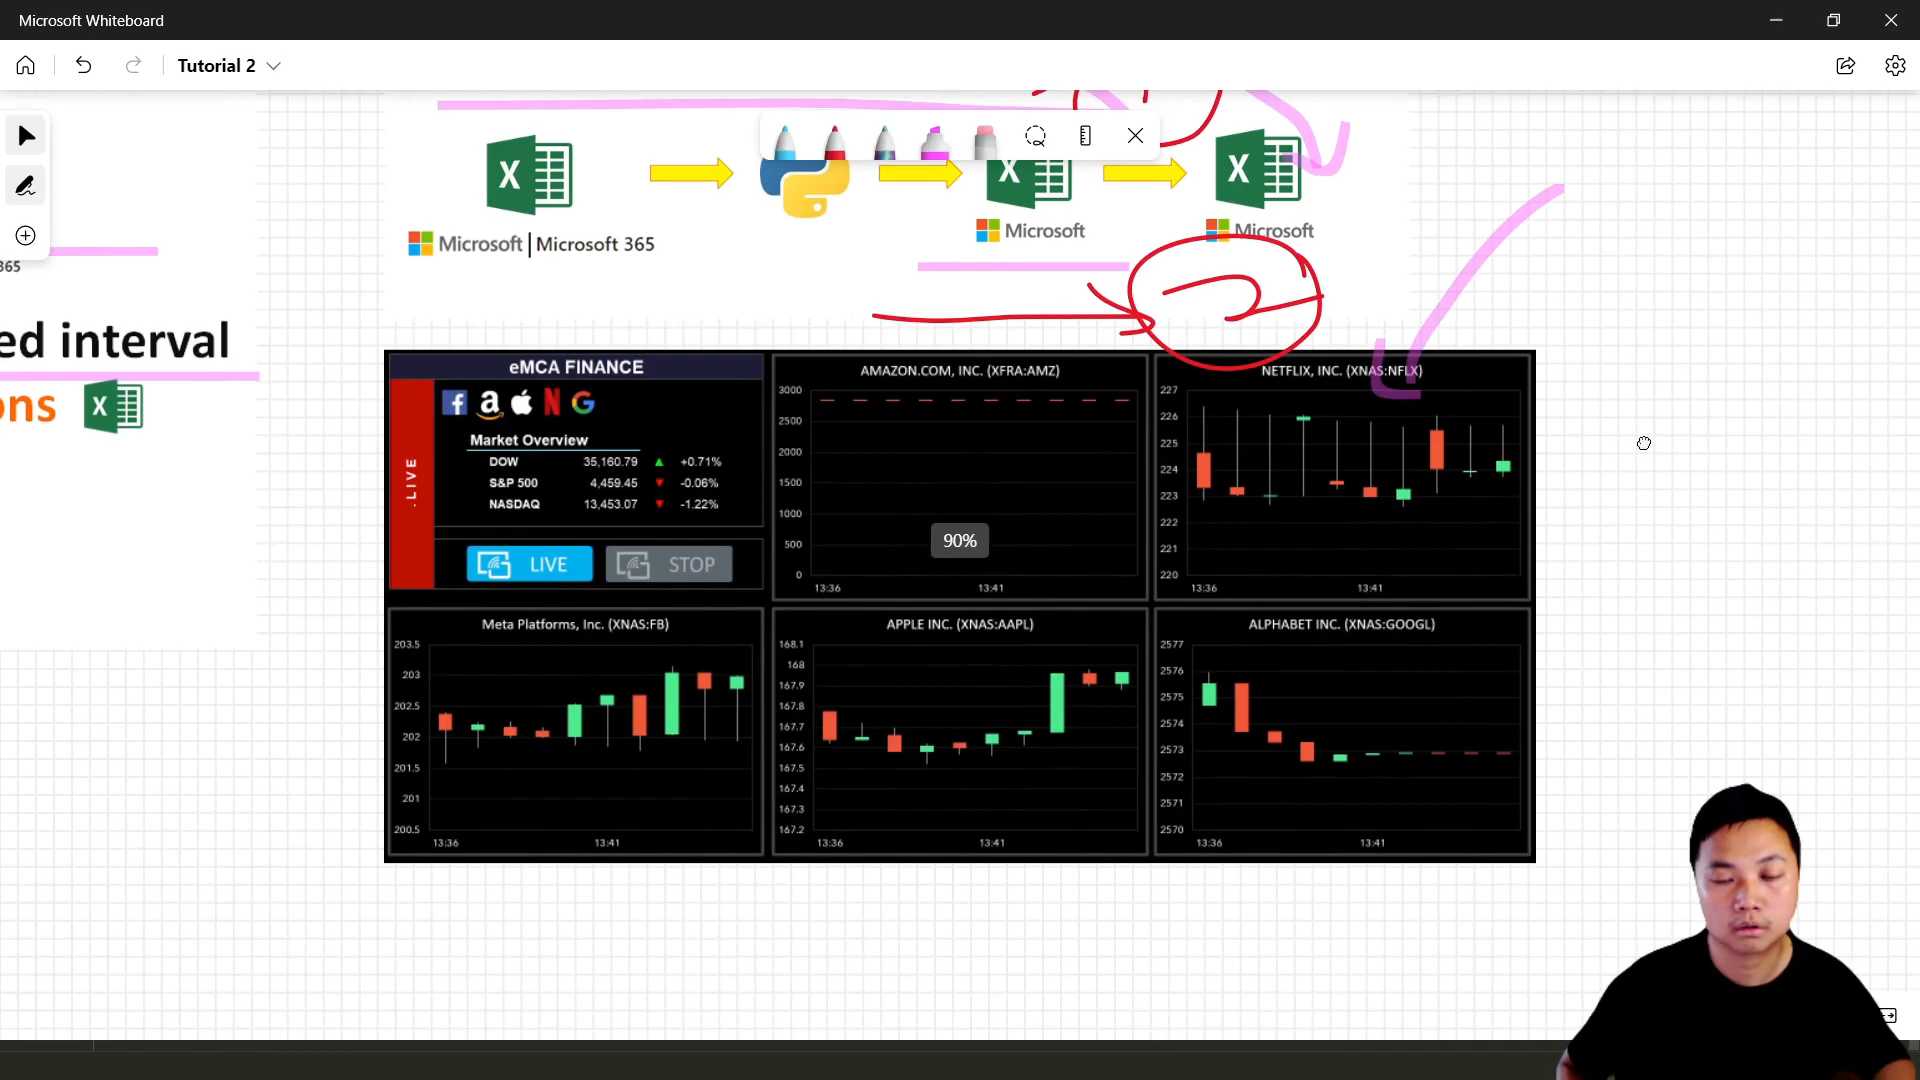 Microsoft Whiteboard
Tutorial 2
Microsoft | Microsoft 365
Microsoft
Microsoft
365
ed interval
ons
2
eMCA FINANCE
.LIVE
Market Overview
DOW 35,160.79 +0.71%
S&P 500 4,459.45 -0.06%
NASDAQ 13,453.07 -1.22%
LIVE STOP
AMAZON.COM, INC. (XFRA:AMZ)
3000
2500
2000
1500
1000
500
0
13:36 13:41
90%
NETFLIX, INC. (XNAS:NFLX)
227
226
225
224
223
222
221
220
13:36 13:41
Meta Platforms, Inc. (XNAS:FB)
203.5
203
202.5
202
201.5
201
200.5
13:36 13:41
APPLE INC. (XNAS:AAPL)
168.1
168
167.9
167.8
167.7
167.6
167.5
167.4
167.3
167.2
13:36 13:41
ALPHABET INC. (XNAS:GOOGL)
2577
2576
2575
2574
2573
2572
2571
2570
13:36 13:41